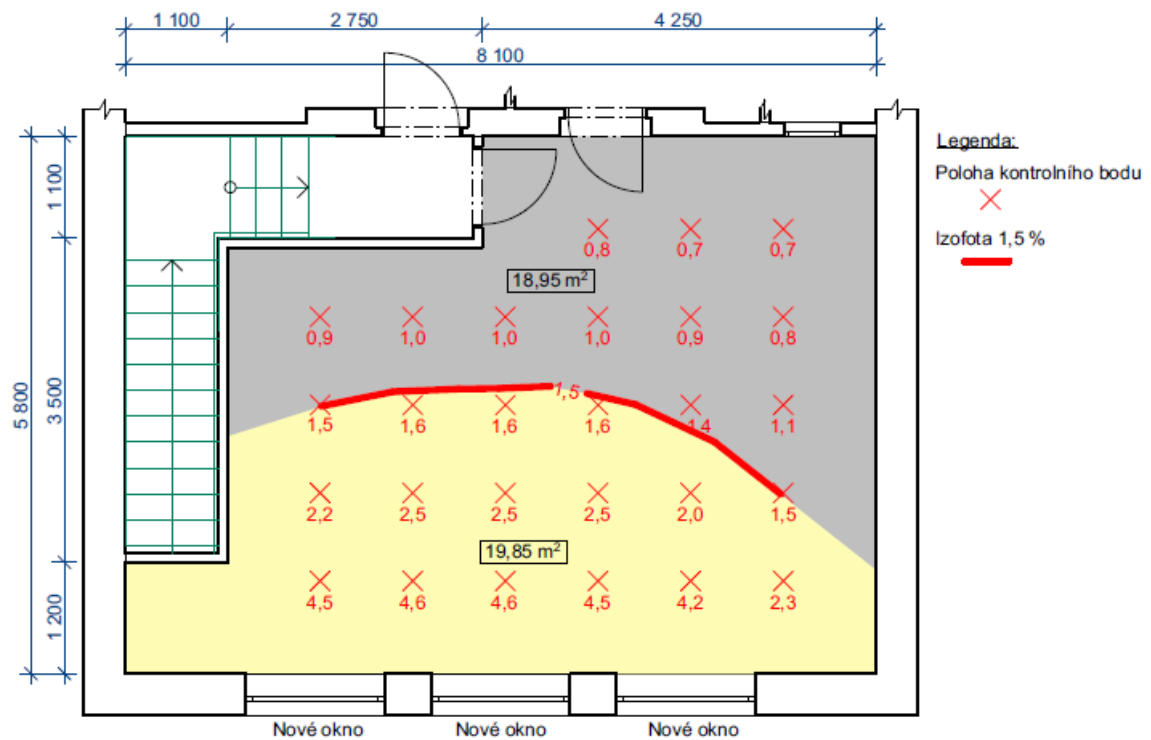 1 100
2 750
4 250
8 100
Legenda:
Poloha kontrolního bodu
Izofota 1,5 %
1 100
5 800
3 500
1 200
0,8 0,7 0,7
18,95 m²
0,9 1,0 1,0 1,0 0,9 0,8
1,5
1,5 1,6 1,6 1,6 1,4 1,1
2,2 2,5 2,5 2,5 2,0 1,5
19,85 m²
4,5 4,6 4,6 4,5 4,2 2,3
Nové okno Nové okno Nové okno